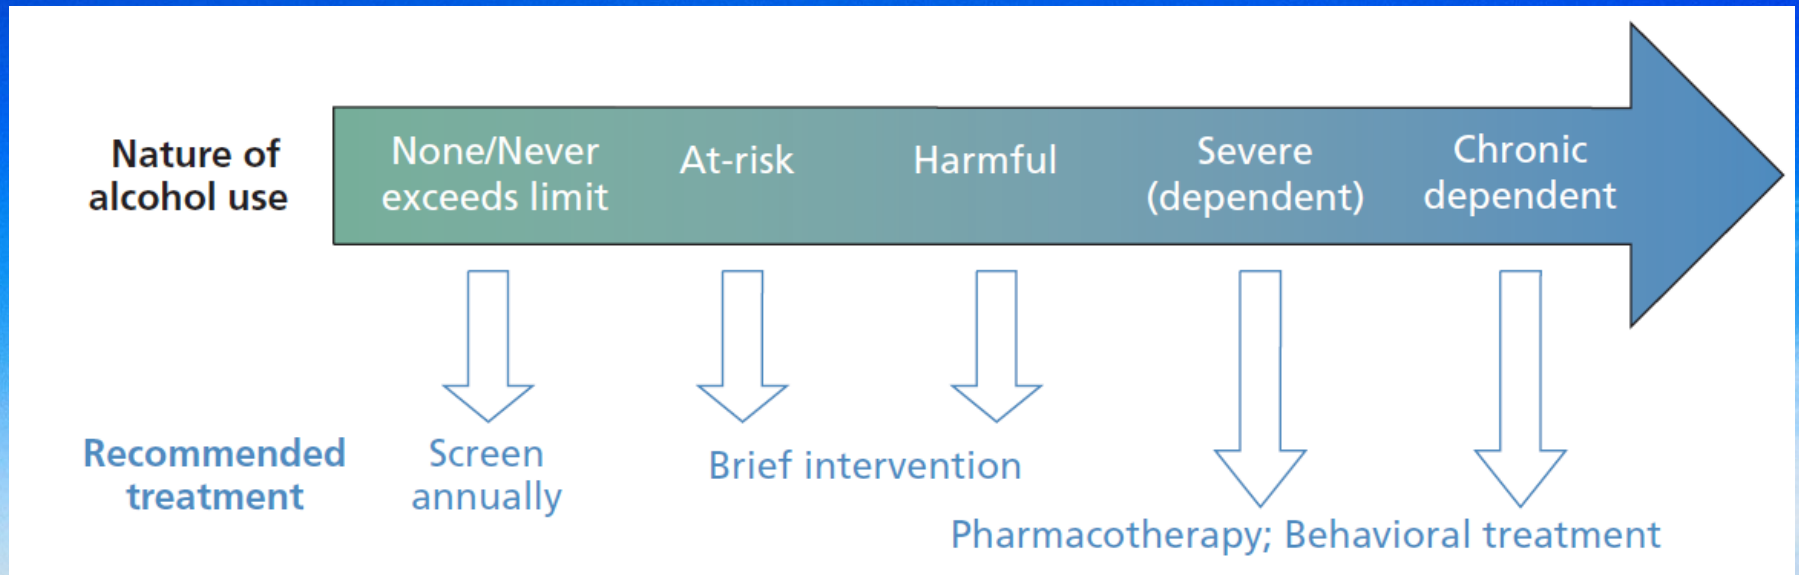 Nature of
alcohol use
None/Never
exceeds limit
At-risk
Harmful
Severe
(dependent)
Chronic
dependent
Recommended
treatment
Screen
annually
Brief intervention
Pharmacotherapy; Behavioral treatment